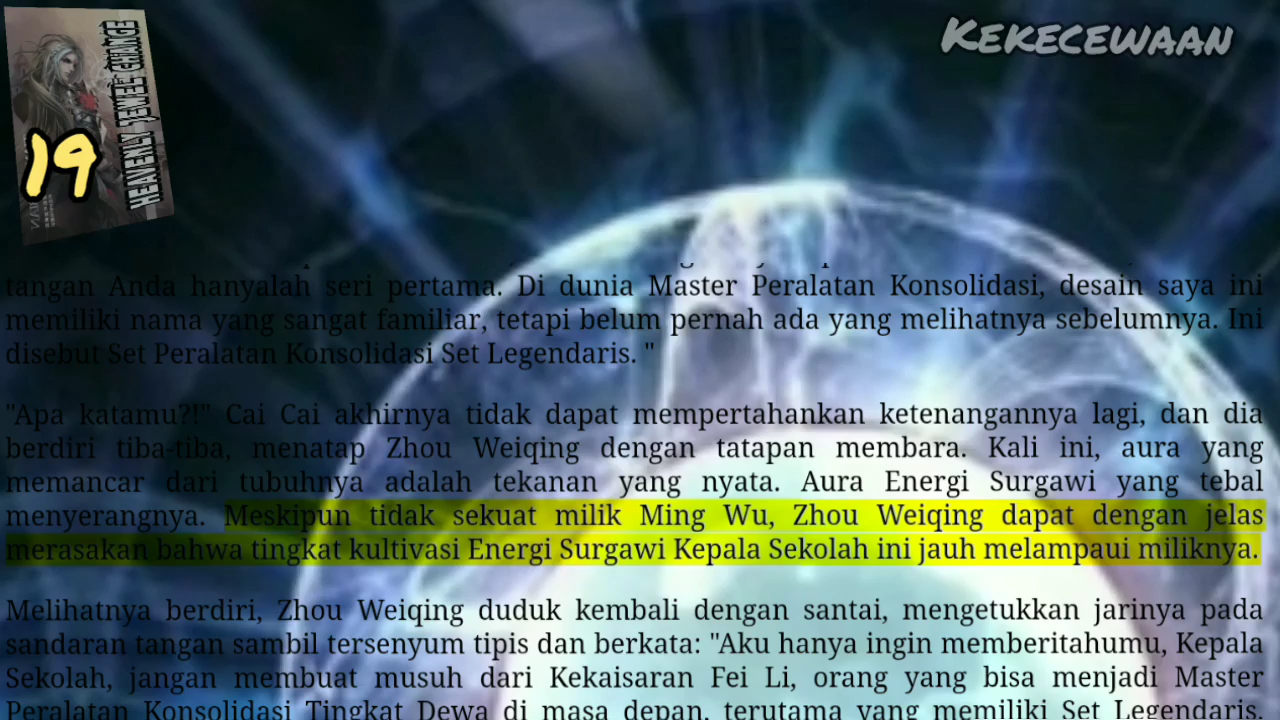 Kekecewaan
HEAVENLY JEWEL CHANGE
19
tangan Anda hanyalah seri pertama. Di dunia Master Peralatan Konsolidasi, desain saya ini
memiliki nama yang sangat familiar, tetapi belum pernah ada yang melihatnya sebelumnya. Ini
disebut Set Peralatan Konsolidasi Set Legendaris. "
"Apa katamu?!" Cai Cai akhirnya tidak dapat mempertahankan ketenangannya lagi, dan dia
berdiri tiba-tiba, menatap Zhou Weiqing dengan tatapan membara. Kali ini, aura yang
memancar dari tubuhnya adalah tekanan yang nyata. Aura Energi Surgawi yang tebal
menyerangnya. Meskipun tidak sekuat milik Ming Wu, Zhou Weiqing dapat dengan jelas
merasakan bahwa tingkat kultivasi Energi Surgawi Kepala Sekolah ini jauh melampaui miliknya.
Melihatnya berdiri, Zhou Weiqing duduk kembali dengan santai, mengetukkan jarinya pada
sandaran tangan sambil tersenyum tipis dan berkata: "Aku hanya ingin memberitahumu, Kepala
Sekolah, jangan membuat musuh dari Kekaisaran Fei Li, orang yang bisa menjadi Master
Peralatan Konsolidasi Tingkat Dewa di masa depan, terutama yang memiliki Set Legendaris.